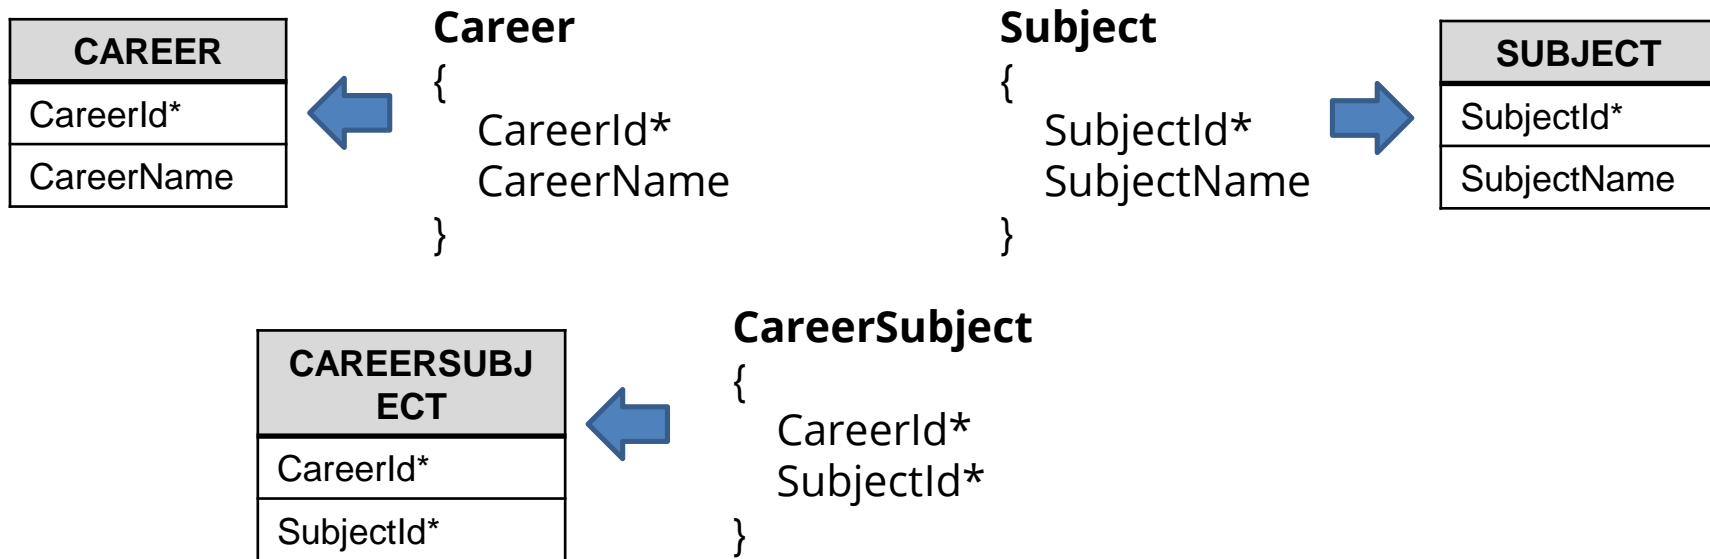 CAREER
CareerId*
CareerName
Career
{
CareerId*
CareerName
}
Subject
{
SubjectId*
SubjectName
}
SUBJECT
SubjectId*
SubjectName
CAREERSUBJ
ECT
CareerId*
SubjectId*
CareerSubject
{
CareerId*
SubjectId*
}